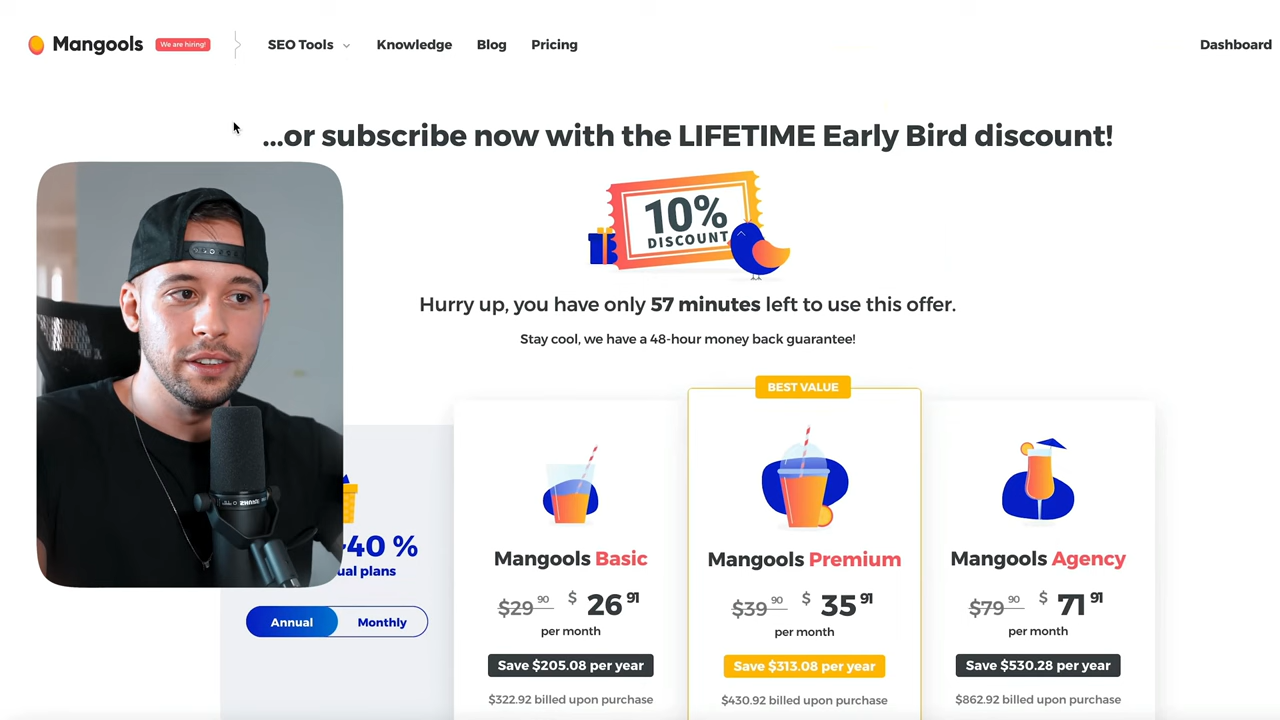 Mangools We are hiring! SEO Tools Knowledge Blog Pricing Dashboard
...or subscribe now with the LIFETIME Early Bird discount!
10%
DISCOUNT
Hurry up, you have only 57 minutes left to use this offer.
Stay cool, we have a 48-hour money back guarantee!
BEST VALUE
40 %
ual plans
Annual Monthly
Mangools Basic
$29 90 $ 26 91
per month
Save $205.08 per year
$322.92 billed upon purchase
Mangools Premium
$39 90 $ 35 91
per month
Save $313.08 per year
$430.92 billed upon purchase
Mangools Agency
$79 90 $ 71 91
per month
Save $530.28 per year
$862.92 billed upon purchase